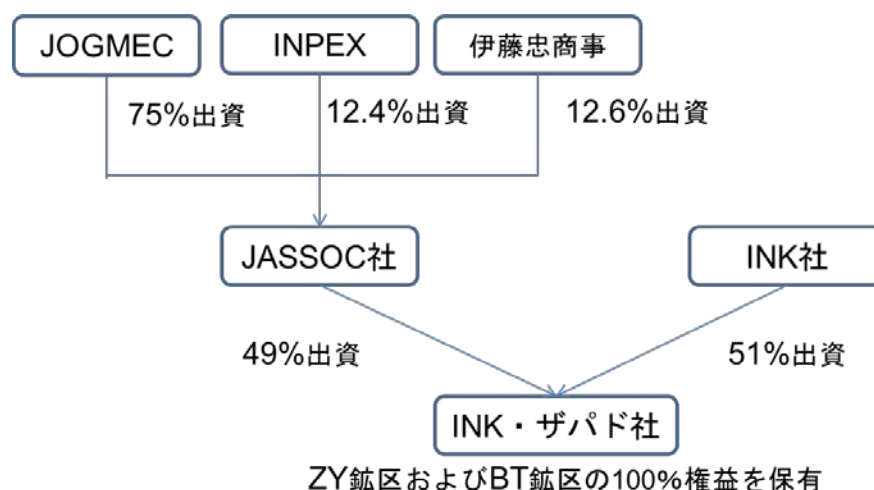 JOGMEC
INPEX
伊藤忠商事
75%出資
12.4%出資
12.6%出資
JASSOC社
INK社
49%出資
51%出資
INK・ザパド社
ZY鉱区およびBT鉱区の100%権益を保有